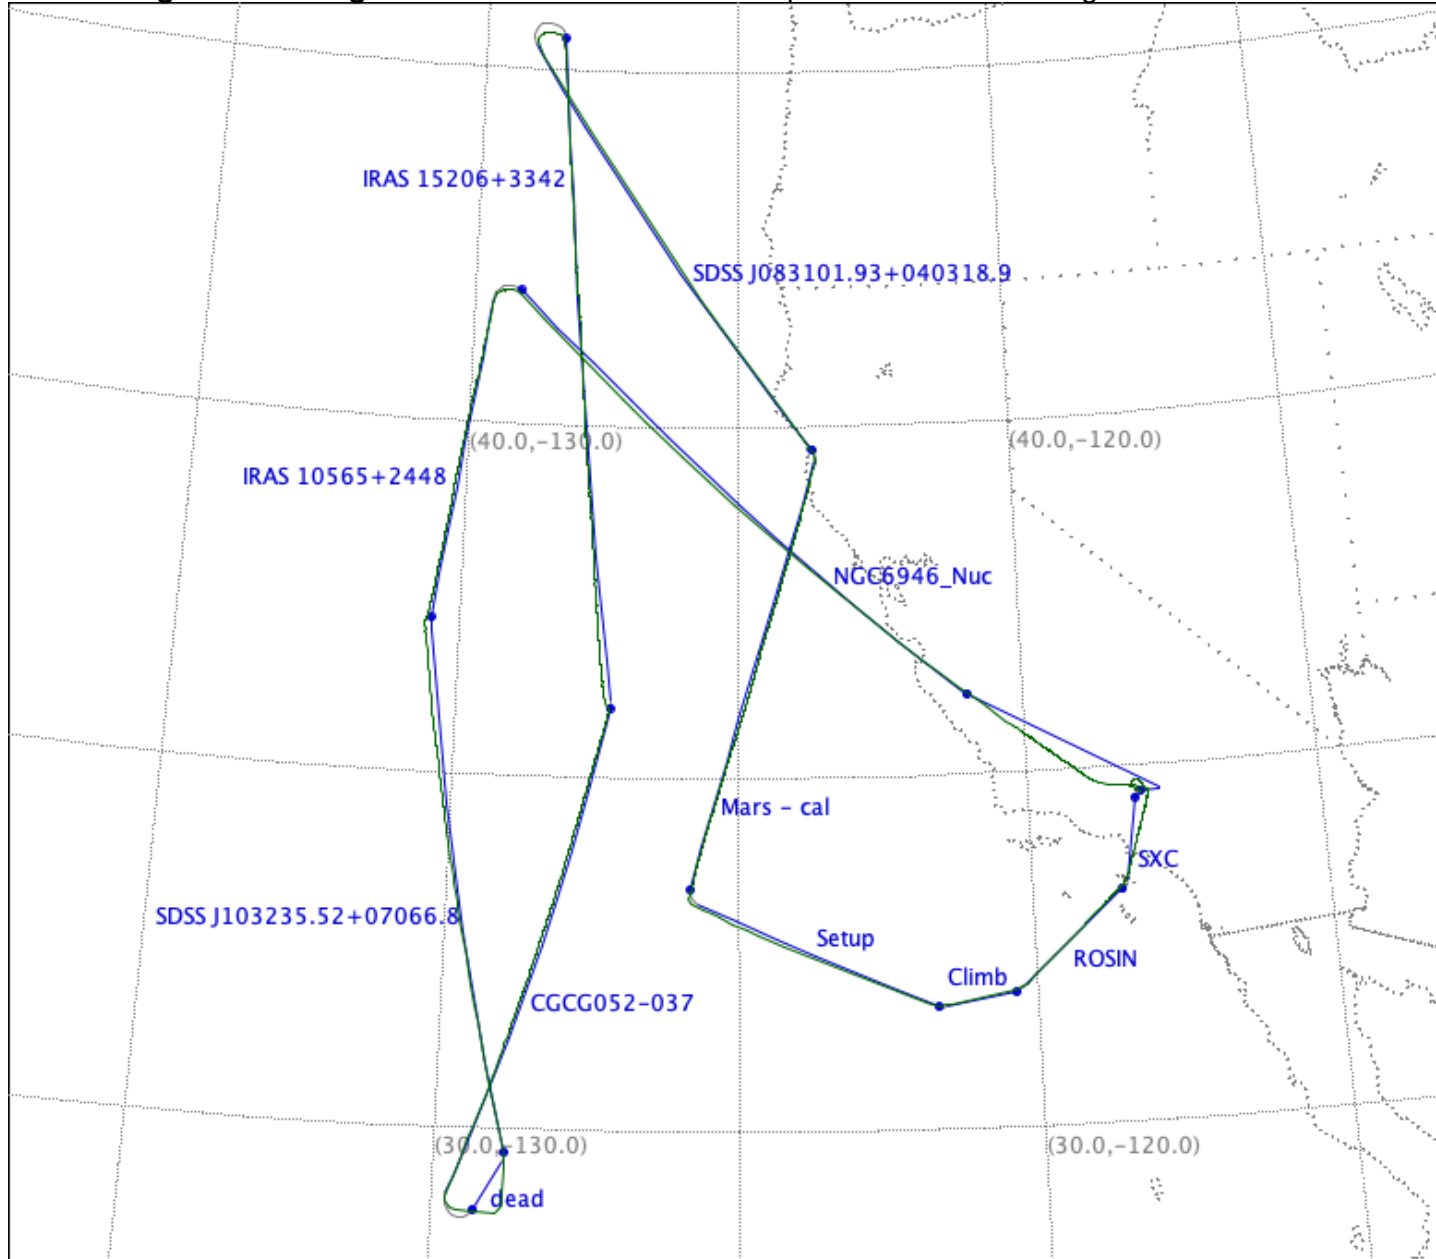 IRAS 15206+3342
SDSS J083101.93+040318.9
(40.0,-130.0)
(40.0,-120.0)
IRAS 10565+2448
NGC6946_Nuc
Mars - cal
SXC
SDSS J103235.52+07066.8
Setup
ROSIN
Climb
CGCG052-037
(30.0,-130.0)
(30.0,-120.0)
dead